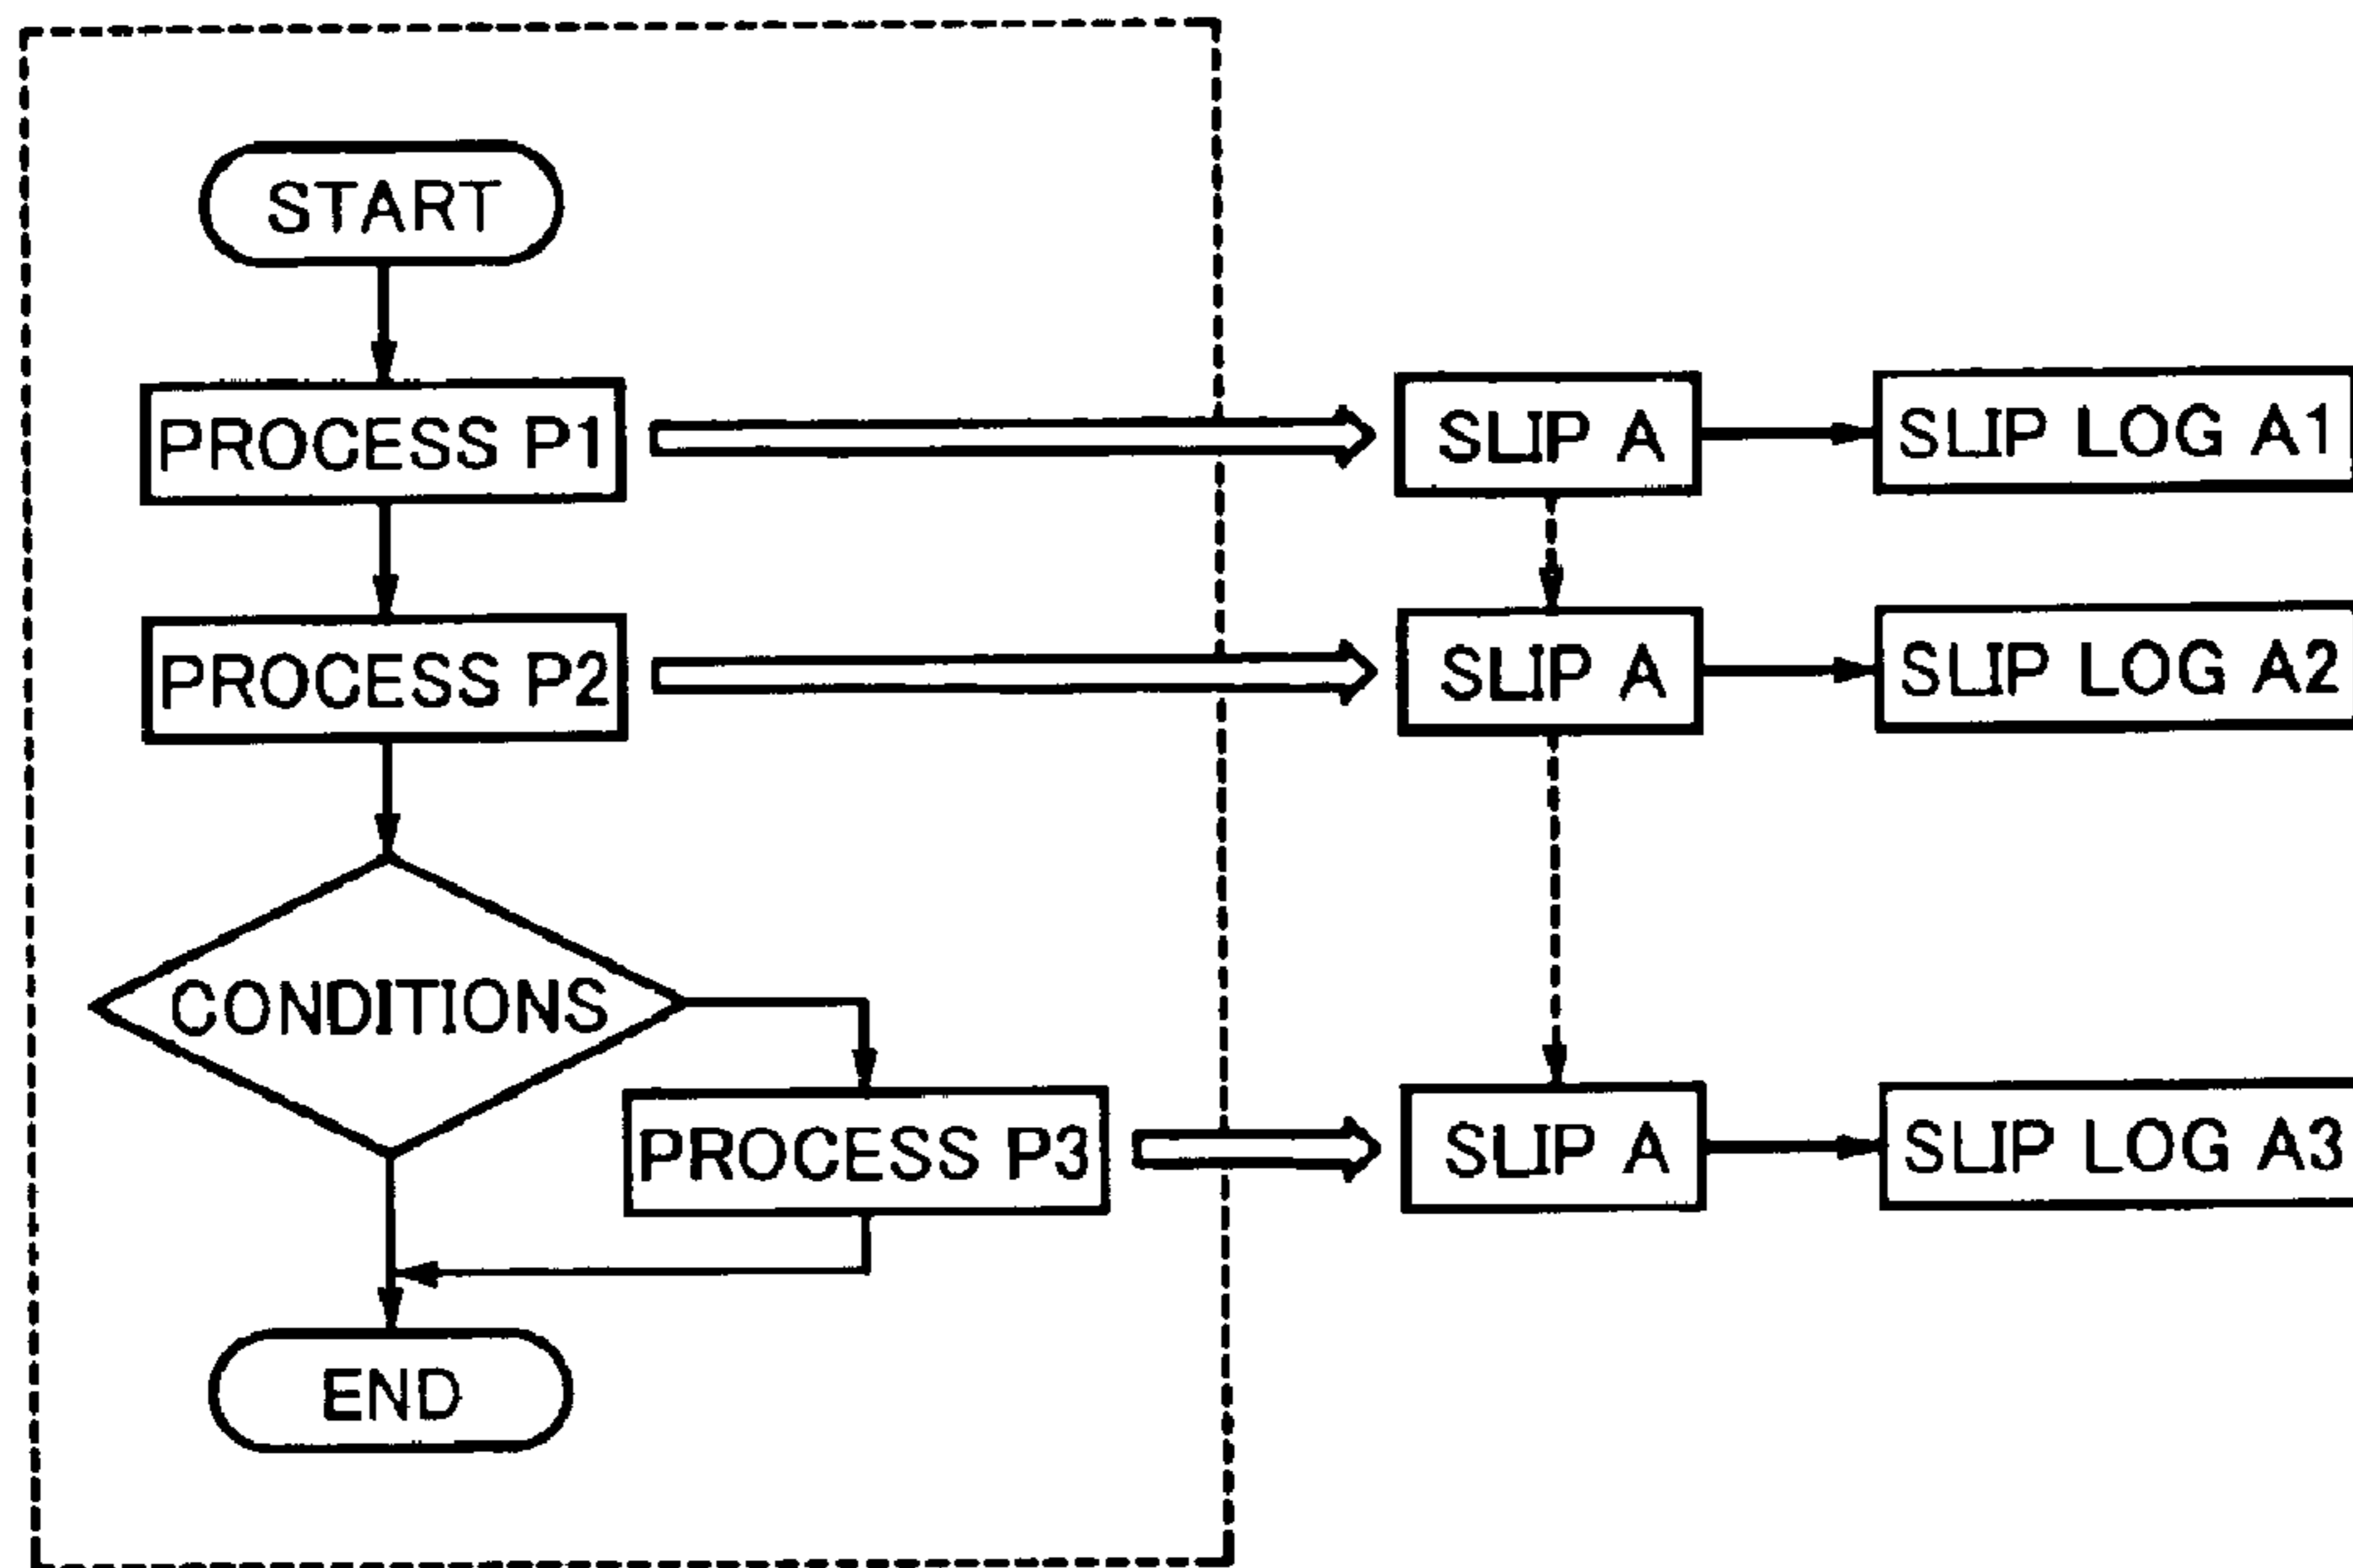 START
PROCESS P1
SLIP A
SLIP LOG A1
PROCESS P2
SLIP A
SLIP LOG A2
CONDITIONS
PROCESS P3
SLIP A
SLIP LOG A3
END